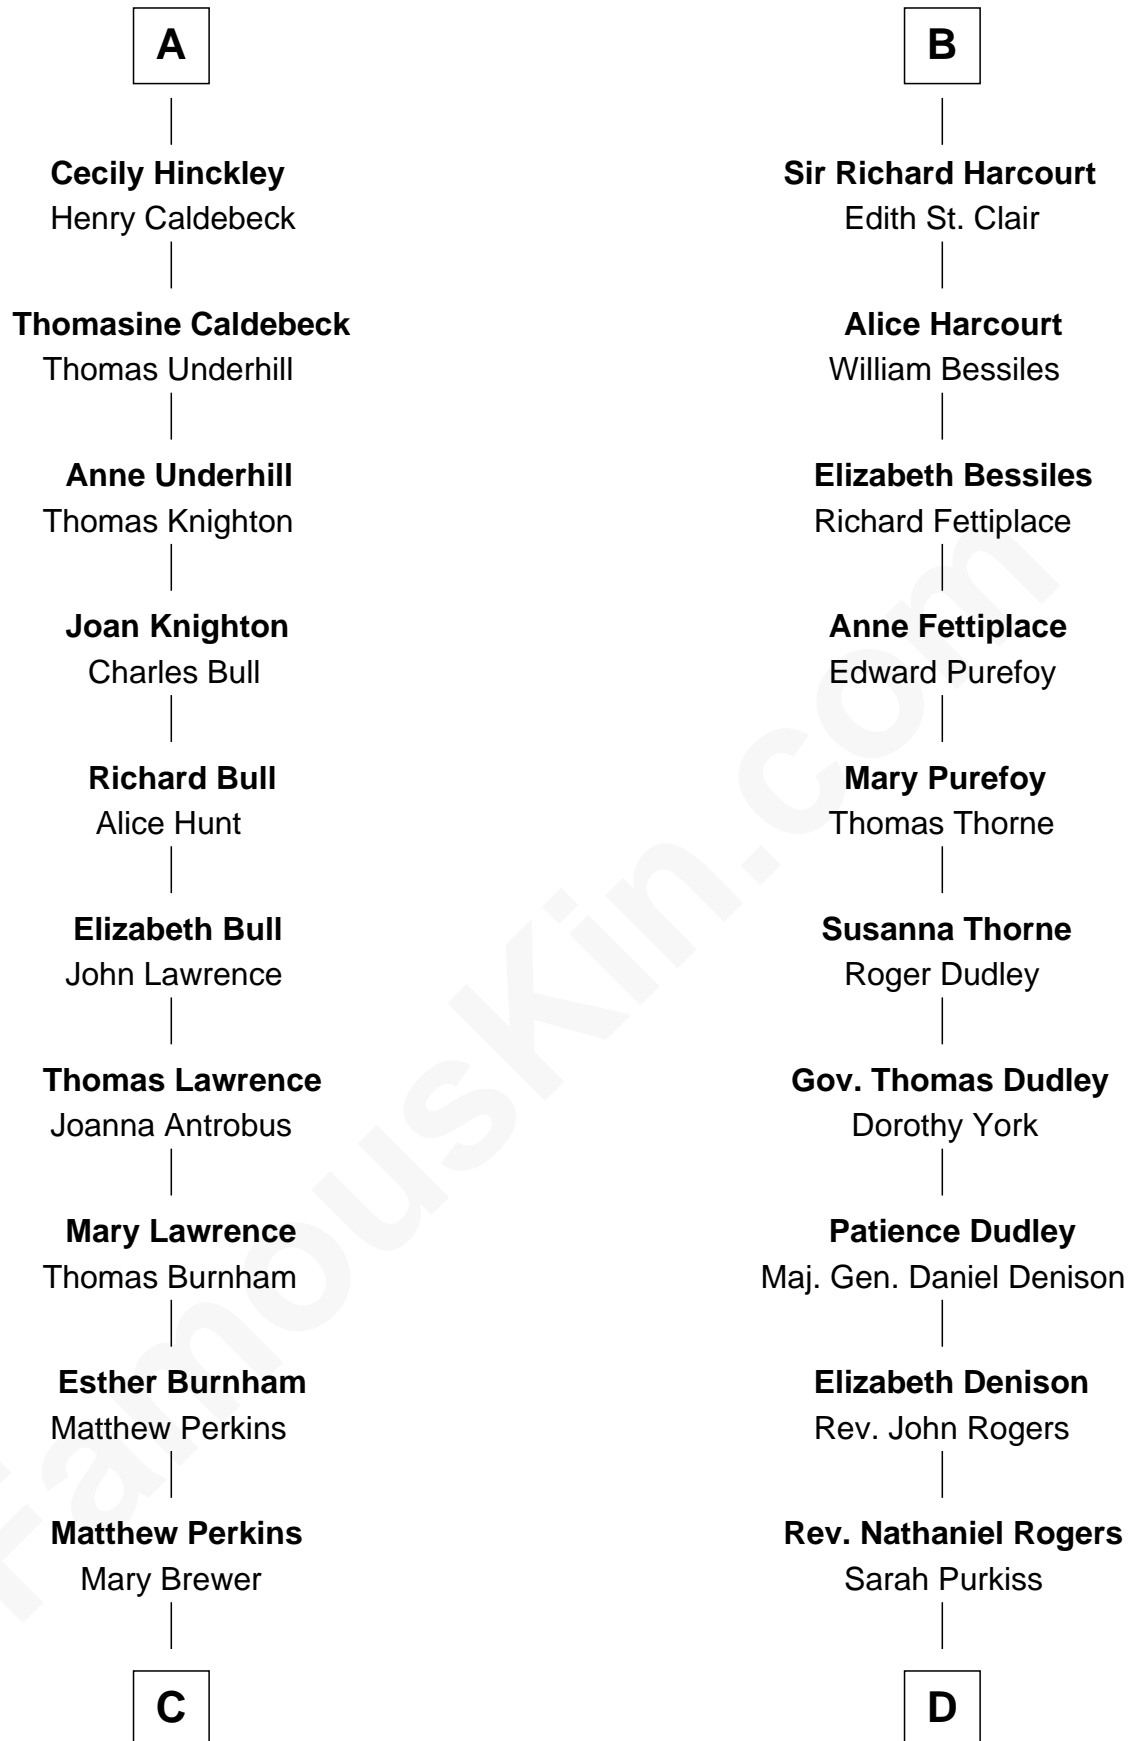 A
Cecily Hinckley
Henry Caldebeck
Thomasine Caldebeck
Thomas Underhill
Anne Underhill
Thomas Knighton
Joan Knighton
Charles Bull
Richard Bull
Alice Hunt
Elizabeth Bull
John Lawrence
Thomas Lawrence
Joanna Antrobus
Mary Lawrence
Thomas Burnham
Esther Burnham
Matthew Perkins
Matthew Perkins
Mary Brewer
C
B
Sir Richard Harcourt
Edith St. Clair
Alice Harcourt
William Bessiles
Elizabeth Bessiles
Richard Fettiplace
Anne Fettiplace
Edward Purefoy
Mary Purefoy
Thomas Thorne
Susanna Thorne
Roger Dudley
Gov. Thomas Dudley
Dorothy York
Patience Dudley
Maj. Gen. Daniel Denison
Elizabeth Denison
Rev. John Rogers
Rev. Nathaniel Rogers
Sarah Purkiss
D
FamousKin.com